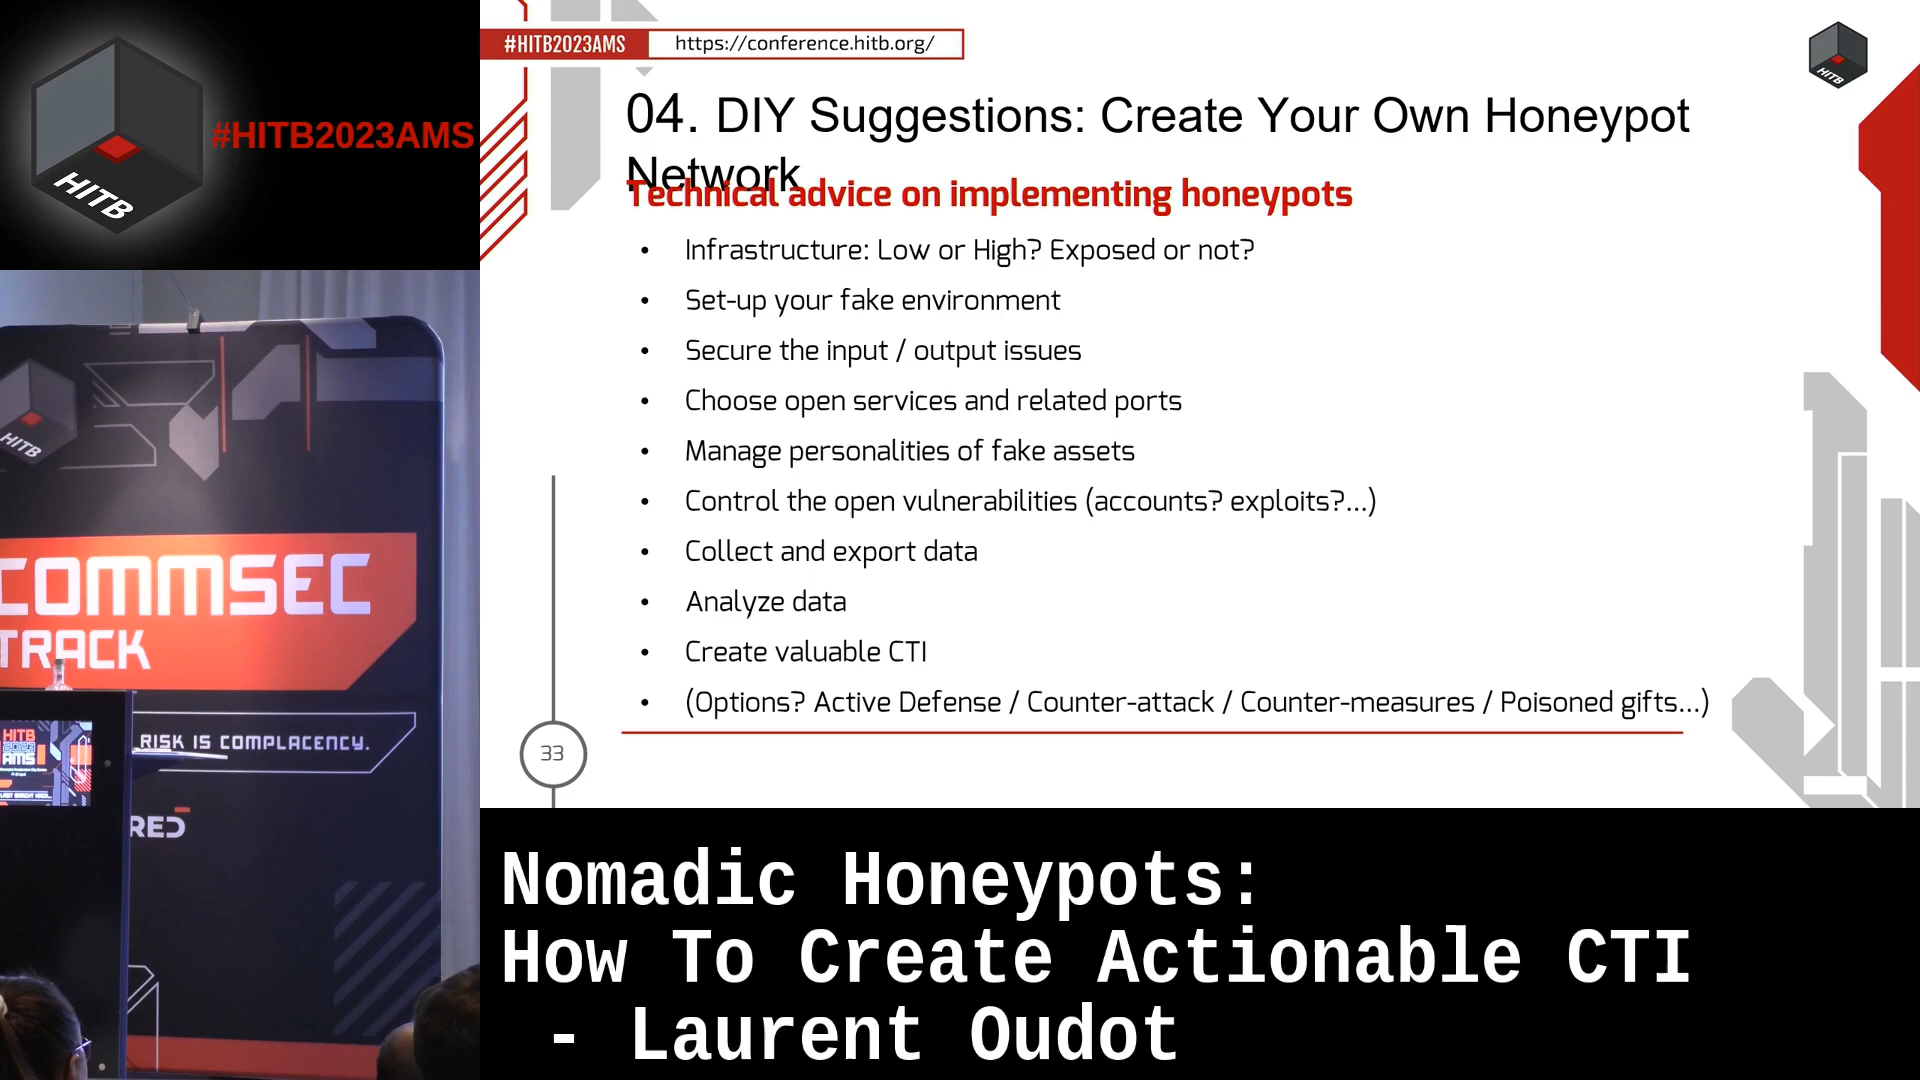 HITB
#HITB2023AMS
#HITB2023AMS
https://conference.hitb.org/
HITB
04. DIY Suggestions: Create Your Own Honeypot
Network
Technical advice on implementing honeypots
• Infrastructure: Low or High? Exposed or not?
• Set-up your fake environment
• Secure the input / output issues
• Choose open services and related ports
• Manage personalities of fake assets
• Control the open vulnerabilities (accounts? exploits?...)
• Collect and export data
• Analyze data
• Create valuable CTI
• (Options? Active Defense / Counter-attack / Counter-measures / Poisoned gifts...)
33
HITB
COMMSEC
TRACK
HITB
2023
AMS
RISK IS COMPLACENCY.
RED
Nomadic Honeypots:
How To Create Actionable CTI
- Laurent Oudot